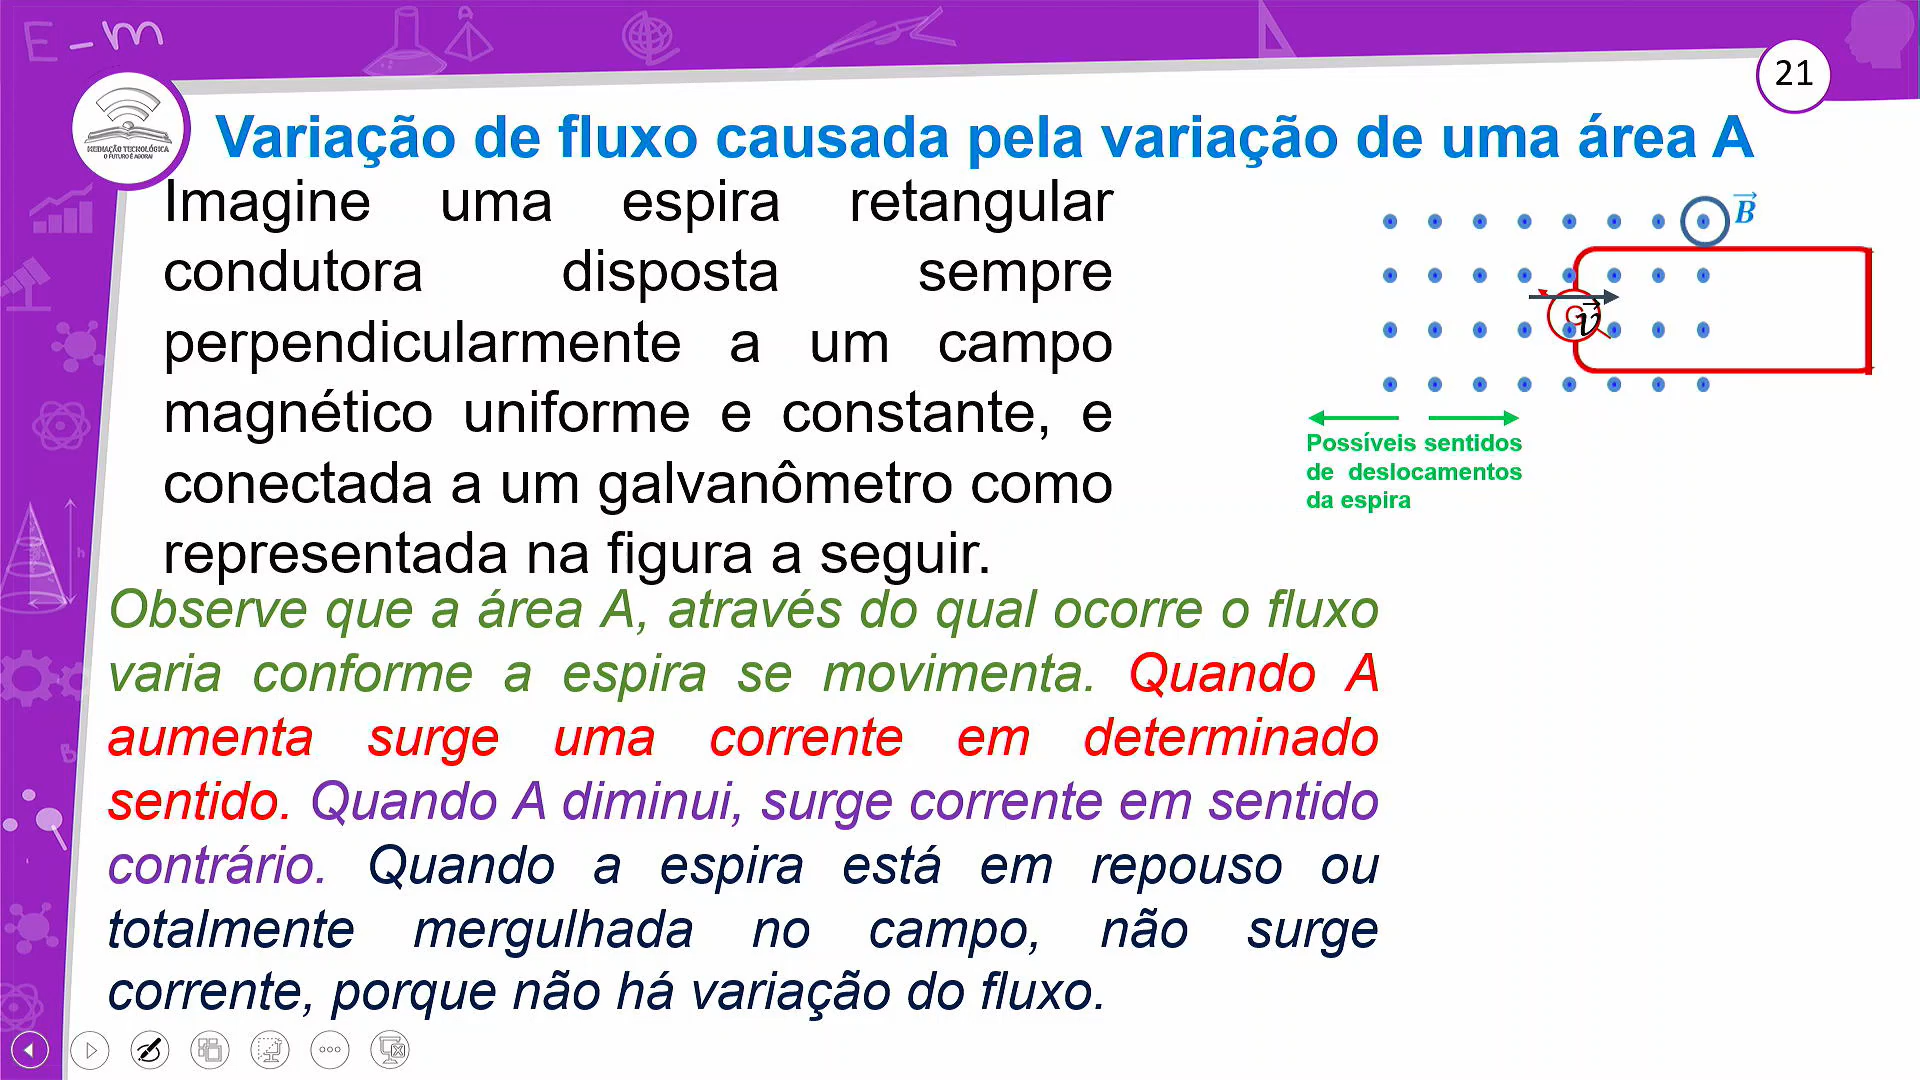 E-m
21
MEDIAÇÃO TECNOLÓGICA
O FUTURO É AGORA!
Variação de fluxo causada pela variação de uma área A
Imagine uma espira retangular
condutora disposta sempre
perpendicularmente a um campo
magnético uniforme e constante, e
conectada a um galvanômetro como
representada na figura a seguir.
B
G
v
Possíveis sentidos
de deslocamentos
da espira
Observe que a área A, através do qual ocorre o fluxo
varia conforme a espira se movimenta. Quando A
aumenta surge uma corrente em determinado
sentido. Quando A diminui, surge corrente em sentido
contrário. Quando a espira está em repouso ou
totalmente mergulhada no campo, não surge
corrente, porque não há variação do fluxo.